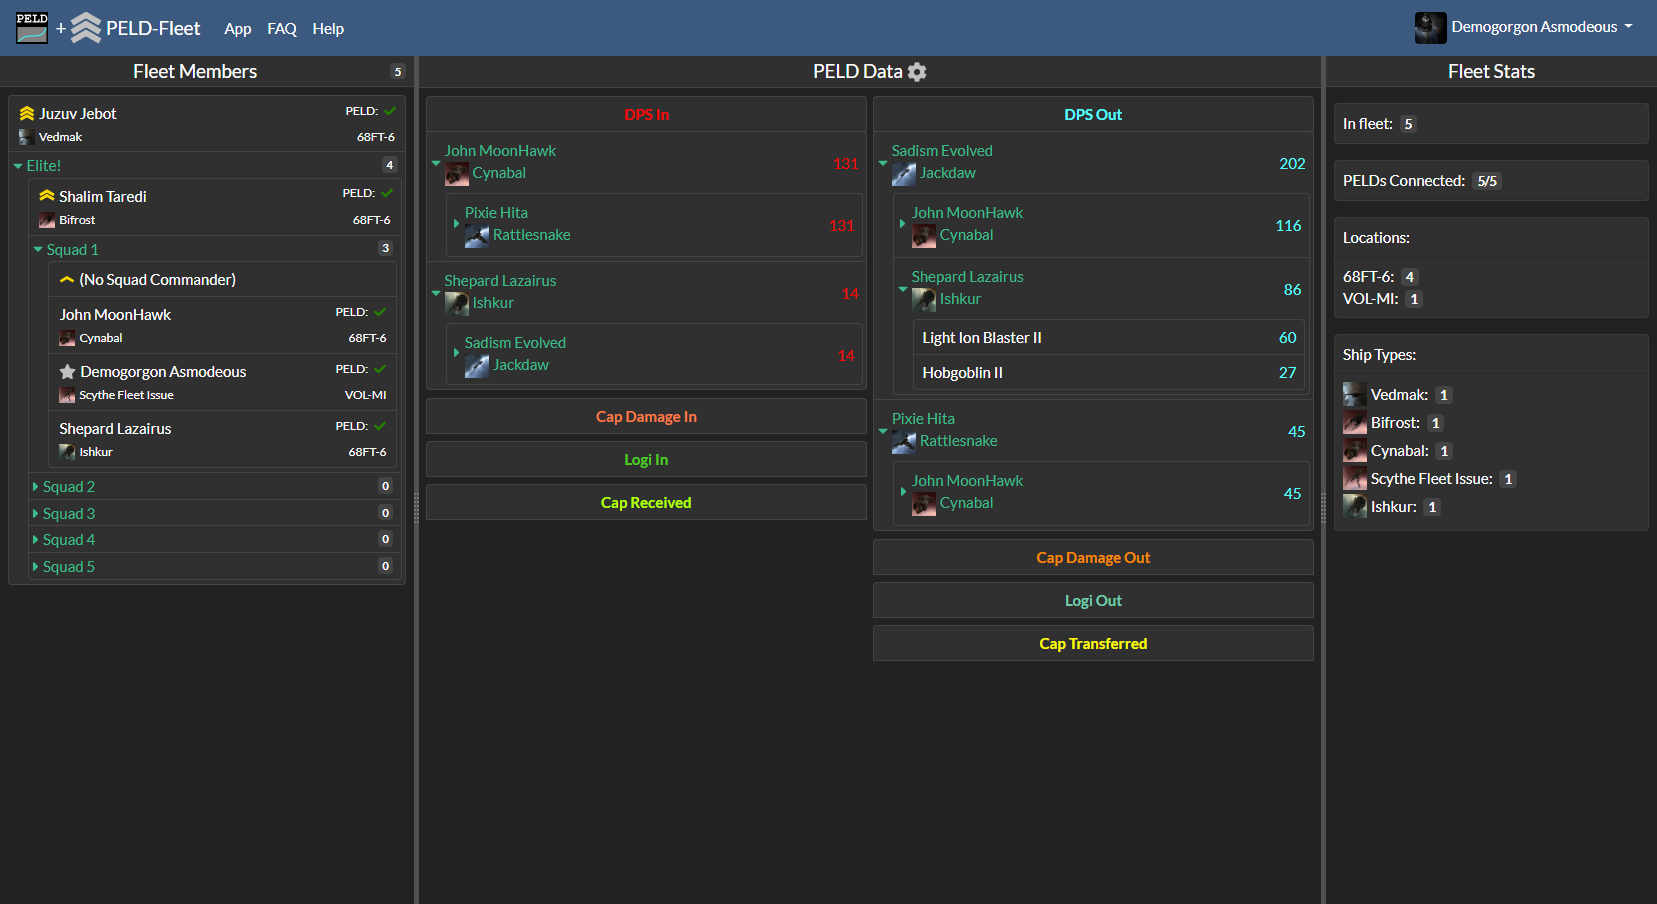 PELD + PELD-Fleet App FAQ Help Demogorgon Asmodeous
Fleet Members 5
Juzuv Jebot PELD:
Vedmak 68FT-6
Elite! 4
Shalim Taredi PELD:
Bifrost 68FT-6
Squad 1 3
(No Squad Commander)
John MoonHawk PELD:
Cynabal 68FT-6
Demogorgon Asmodeous PELD:
Scythe Fleet Issue VOL-MI
Shepard Lazairus PELD:
Ishkur 68FT-6
Squad 2 0
Squad 3 0
Squad 4 0
Squad 5 0
PELD Data
DPS In
John MoonHawk
Cynabal 131
Pixie Hita
Rattlesnake 131
Shepard Lazairus
Ishkur 14
Sadism Evolved
Jackdaw 14
Cap Damage In
Logi In
Cap Received
DPS Out
Sadism Evolved
Jackdaw 202
John MoonHawk
Cynabal 116
Shepard Lazairus
Ishkur 86
Light Ion Blaster II 60
Hobgoblin II 27
Pixie Hita
Rattlesnake 45
John MoonHawk
Cynabal 45
Cap Damage Out
Logi Out
Cap Transferred
Fleet Stats
In fleet: 5
PELDs Connected: 5/5
Locations:
68FT-6: 4
VOL-MI: 1
Ship Types:
Vedmak: 1
Bifrost: 1
Cynabal: 1
Scythe Fleet Issue: 1
Ishkur: 1